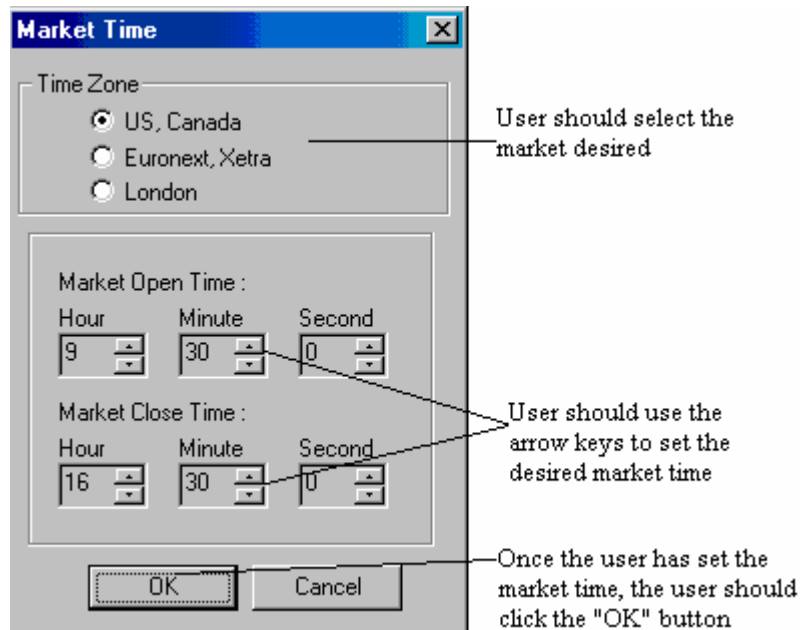 Market Time
Time Zone
US, Canada
Euronext, Xetra
London
User should select the
market desired
Market Open Time :
Hour Minute Second
9 30 0
Market Close Time :
Hour Minute Second
16 30 0
User should use the
arrow keys to set the
desired market time
OK Cancel
Once the user has set the
market time, the user should
click the "OK" button